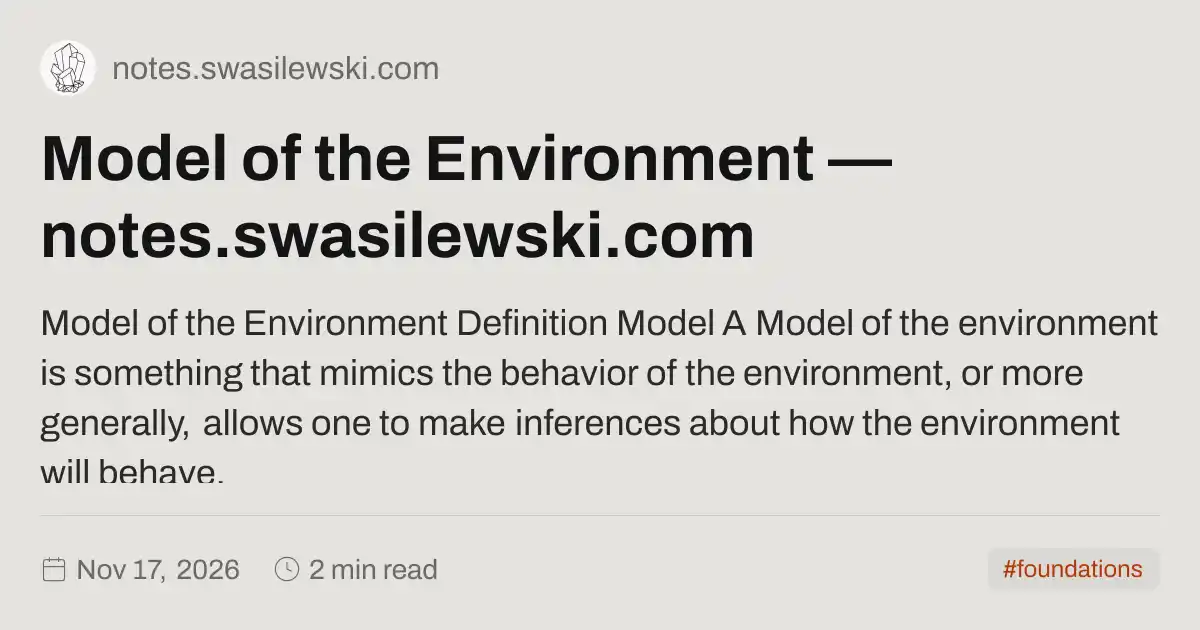 notes.swasilewski.com
Model of the Environment —
notes.swasilewski.com
Model of the Environment Definition Model A Model of the environment
is something that mimics the behavior of the environment, or more
generally, allows one to make inferences about how the environment
will behave.
Nov 17, 2026 2 min read #foundations